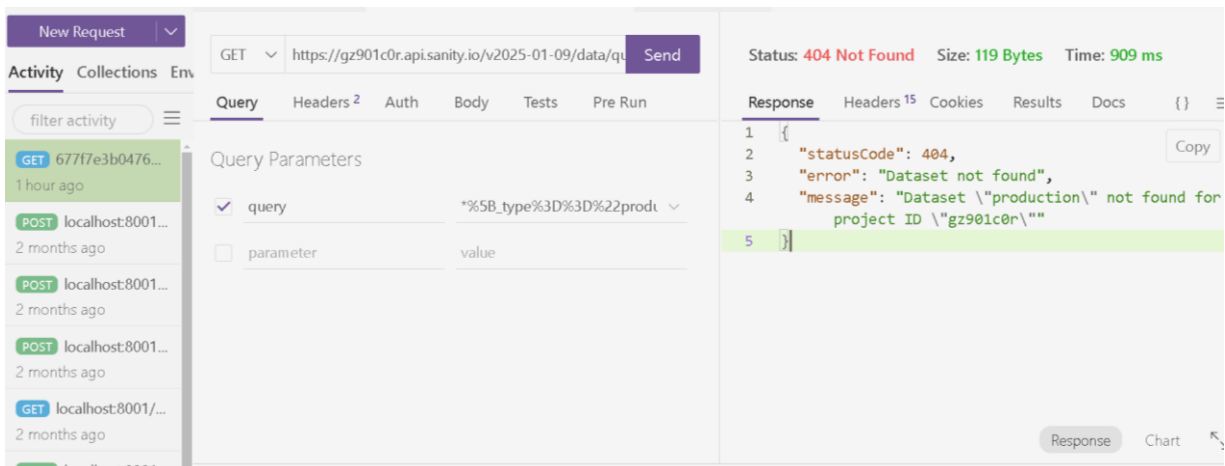 New Request
Activity Collections Env
filter activity
GET 677f7e3b0476...
1 hour ago
POST localhost:8001...
2 months ago
POST localhost:8001...
2 months ago
POST localhost:8001...
2 months ago
GET localhost:8001/...
2 months ago
GET https://gz901c0r.api.sanity.io/v2025-01-09/data/qu Send
Query Headers 2 Auth Body Tests Pre Run
Query Parameters
query *%5B_type%3D%3D%22produ
parameter value
Status: 404 Not Found Size: 119 Bytes Time: 909 ms
Response Headers 15 Cookies Results Docs { }
Copy
1 {
2 "statusCode": 404,
3 "error": "Dataset not found",
4 "message": "Dataset \"production\" not found for
project ID \"gz901c0r\""
5 }
Response Chart